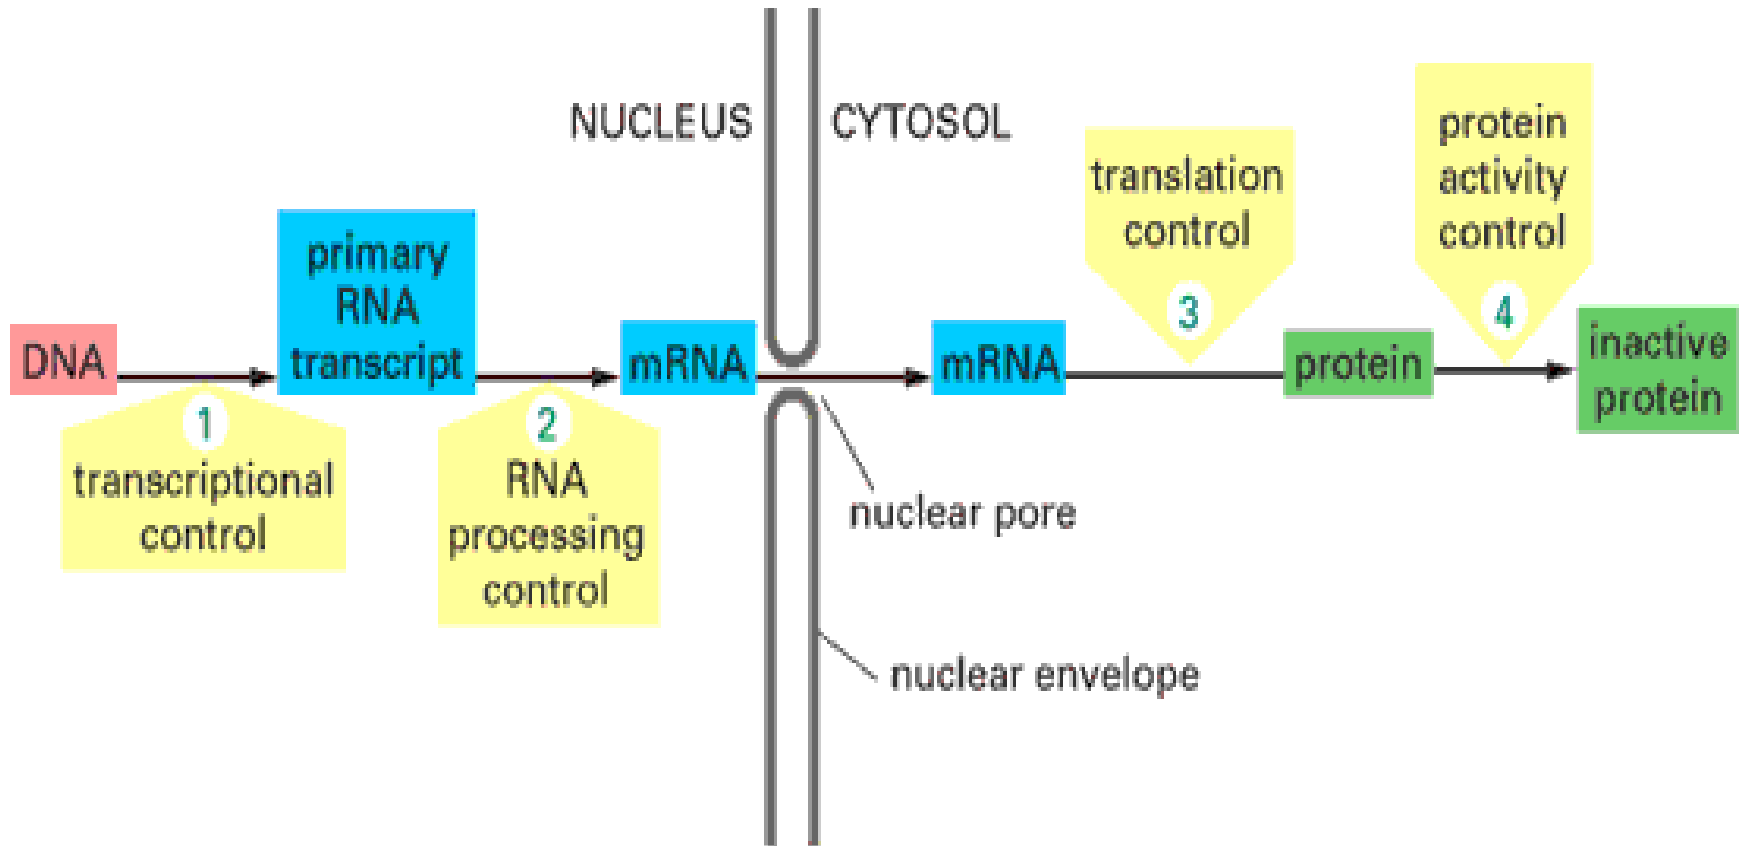 NUCLEUS
CYTOSOL
DNA
primary
RNA
transcript
mRNA
mRNA
protein
inactive
protein
1
transcriptional
control
2
RNA
processing
control
translation
control
3
protein
activity
control
4
nuclear pore
nuclear envelope